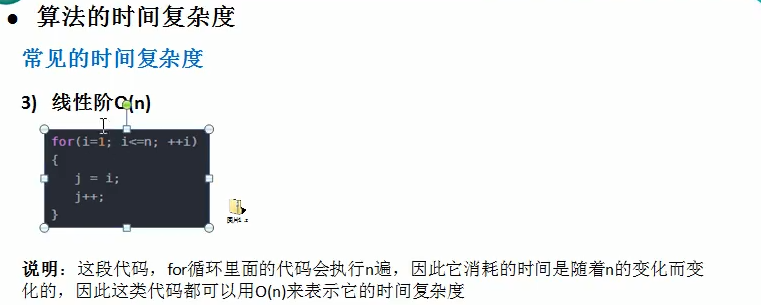 ● 算法的时间复杂度
常见的时间复杂度
3) 线性阶O(n)
for(i=1; i<=n; ++i)
{
j = i;
j++;
}
说明：这段代码，for循环里面的代码会执行n遍，因此它消耗的时间是随着n的变化而变
化的，因此这类代码都可以用O(n)来表示它的时间复杂度